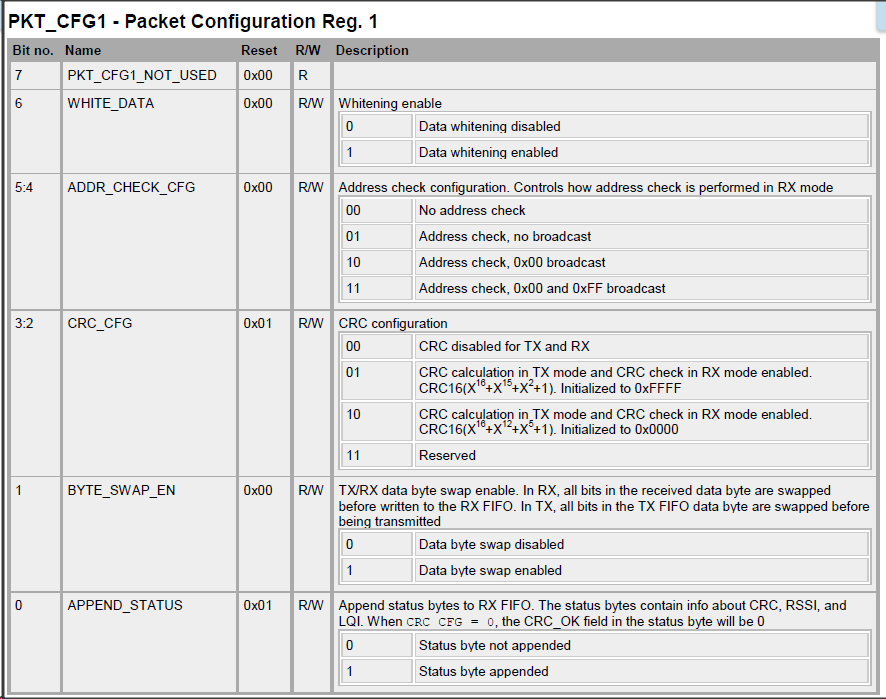 PKT_CFG1 - Packet Configuration Reg. 1
Bit no. Name Reset R/W Description
7 PKT_CFG1_NOT_USED 0x00 R
6 WHITE_DATA 0x00 R/W Whitening enable
0 Data whitening disabled
1 Data whitening enabled
5:4 ADDR_CHECK_CFG 0x00 R/W Address check configuration. Controls how address check is performed in RX mode
00 No address check
01 Address check, no broadcast
10 Address check, 0x00 broadcast
11 Address check, 0x00 and 0xFF broadcast
3:2 CRC_CFG 0x01 R/W CRC configuration
00 CRC disabled for TX and RX
01 CRC calculation in TX mode and CRC check in RX mode enabled.
CRC16(X¹⁶+X¹⁵+X²+1). Initialized to 0xFFFF
10 CRC calculation in TX mode and CRC check in RX mode enabled.
CRC16(X¹⁶+X¹²+X⁵+1). Initialized to 0x0000
11 Reserved
1 BYTE_SWAP_EN 0x00 R/W TX/RX data byte swap enable. In RX, all bits in the received data byte are swapped
before written to the RX FIFO. In TX, all bits in the TX FIFO data byte are swapped before
being transmitted
0 Data byte swap disabled
1 Data byte swap enabled
0 APPEND_STATUS 0x01 R/W Append status bytes to RX FIFO. The status bytes contain info about CRC, RSSI, and
LQI. When CRC CFG = 0, the CRC_OK field in the status byte will be 0
0 Status byte not appended
1 Status byte appended